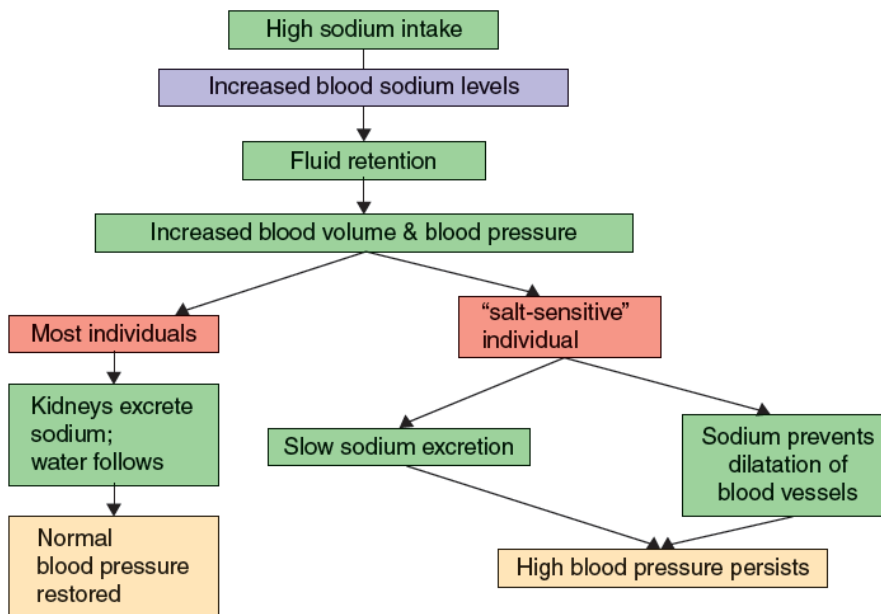 High sodium intake
Increased blood sodium levels
Fluid retention
Increased blood volume & blood pressure
Most individuals
“salt-sensitive”
individual
Kidneys excrete
sodium;
water follows
Slow sodium excretion
Sodium prevents
dilatation of
blood vessels
Normal
blood pressure
restored
High blood pressure persists